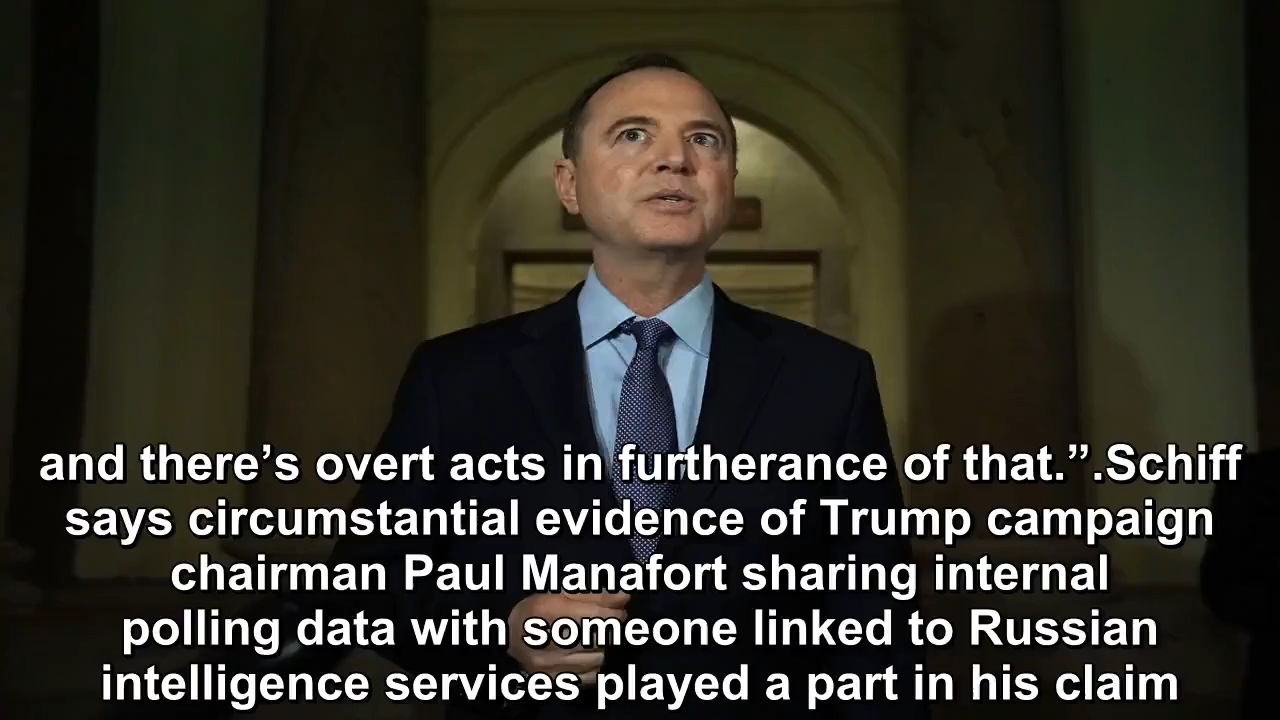 and there’s overt acts in furtherance of that.”.Schiff
says circumstantial evidence of Trump campaign
chairman Paul Manafort sharing internal
polling data with someone linked to Russian
intelligence services played a part in his claim